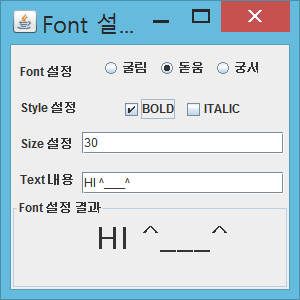 Font 설...
Font 설정 굴림 돋움 궁서
Style 설정 BOLD ITALIC
Size 설정 30
Text 내용 HI ^___^
Font 설정 결과
HI ^___^